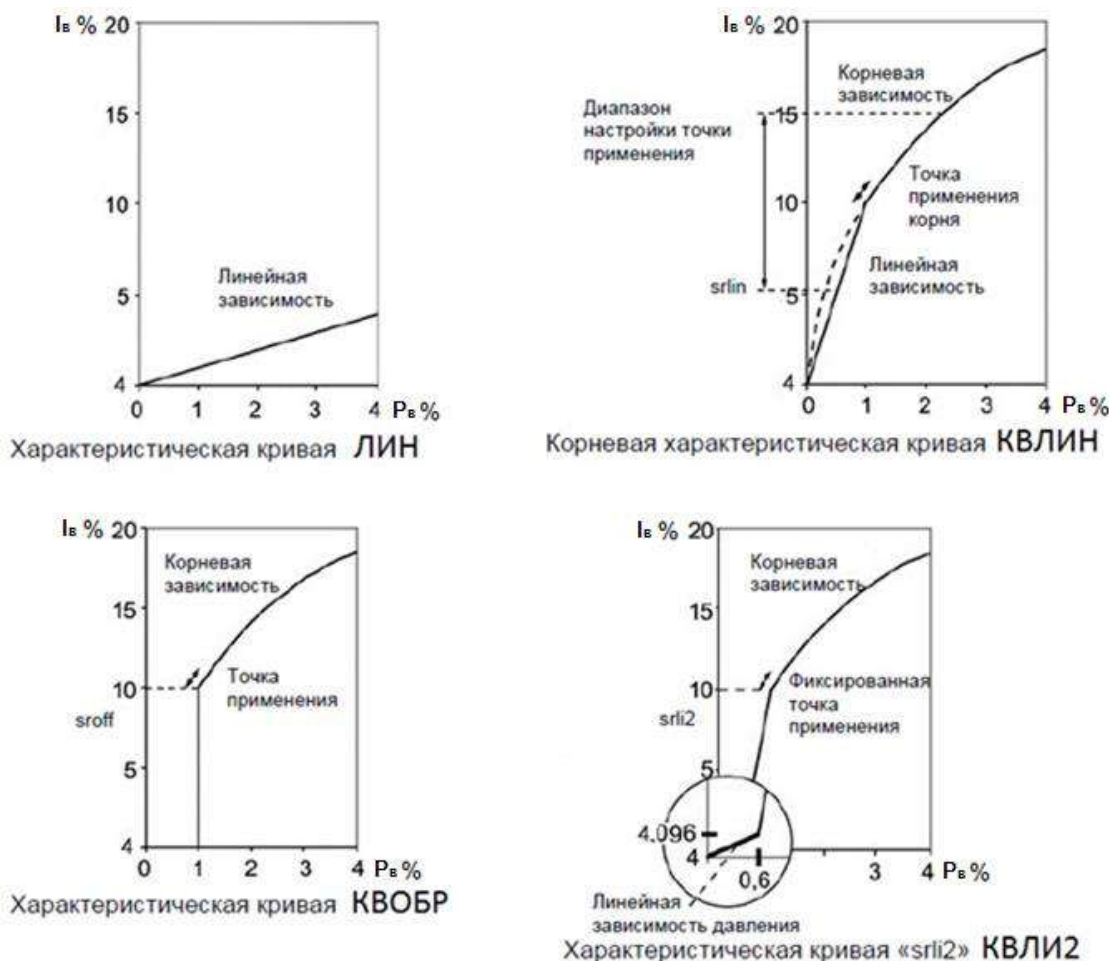 Iв % 20
15
10
5
4
Линейная
зависимость
0 1 2 3 4 Pв %
Характеристическая кривая ЛИН
Iв % 20
15
10
5
4
Корневая
зависимость
Диапазон
настройки точки
применения
Точка
применения
корня
srlin
Линейная
зависимость
0 1 2 3 4 Pв %
Корневая характеристическая кривая КВЛИН
Iв % 20
15
10
5
4
Корневая
зависимость
Точка
применения
sroff
0 1 2 3 4 Pв %
Характеристическая кривая КВОБР
Iв % 20
15
10
5
Корневая
зависимость
Фиксированная
точка
применения
srli2
4.096
4
0,6
3 4 Pв %
Линейная
зависимость давления
Характеристическая кривая «srli2» КВЛИ2